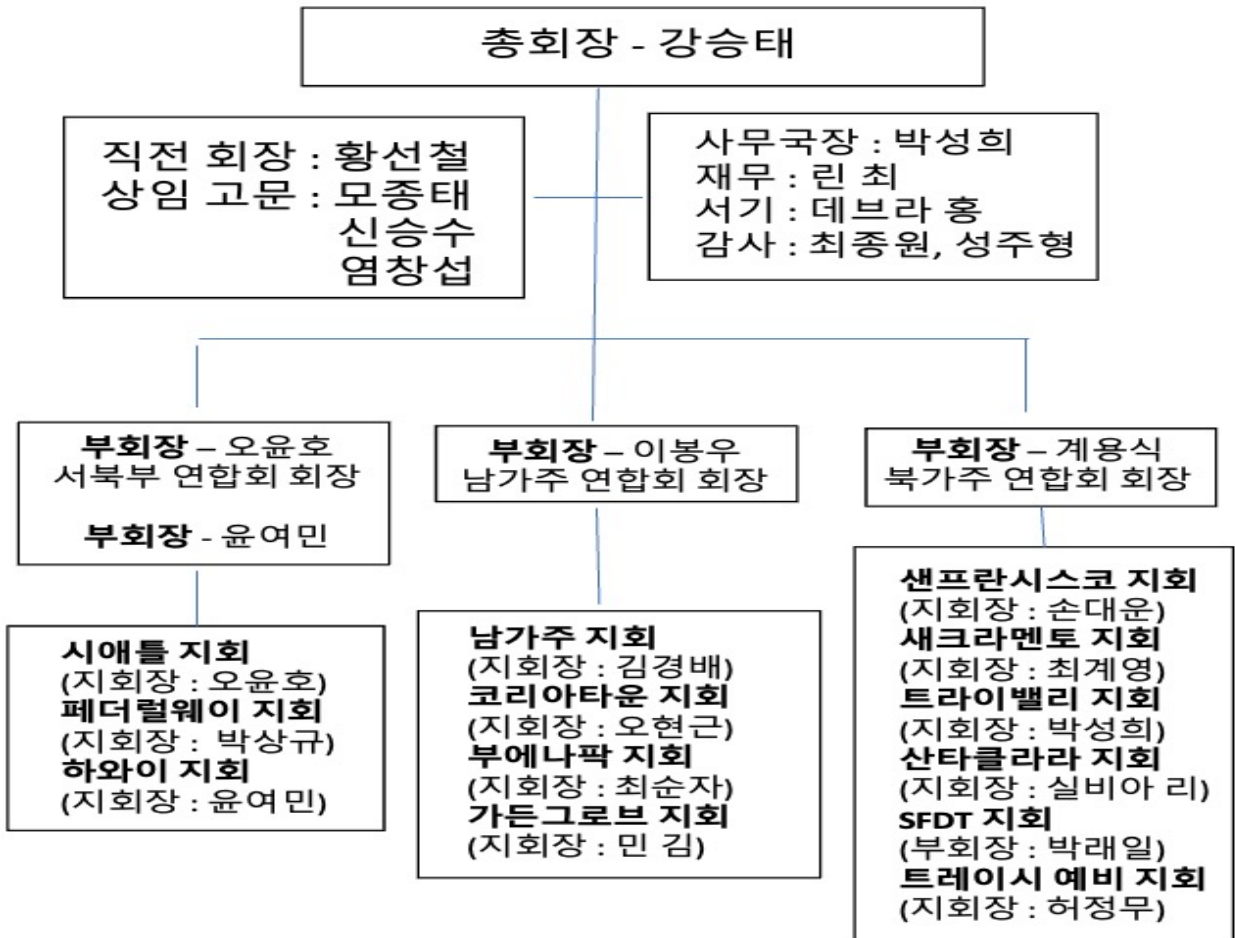 총회장 - 강승태
직전 회장 : 황선철
상임 고문 : 모종태
신승수
염창섭
사무국장 : 박성희
재무 : 린 최
서기 : 데브라 홍
감사 : 최종원, 성주형
부회장 – 오윤호
서북부 연합회 회장
부회장 - 윤여민
시애틀 지회
(지회장 : 오윤호)
페더럴웨이 지회
(지회장 : 박상규)
하와이 지회
(지회장 : 윤여민)
부회장 – 이봉우
남가주 연합회 회장
남가주 지회
(지회장 : 김경배)
코리아타운 지회
(지회장 : 오현근)
부에나팍 지회
(지회장 : 최순자)
가든그로브 지회
(지회장 : 민 김)
부회장 – 계용식
북가주 연합회 회장
샌프란시스코 지회
(지회장 : 손대운)
새크라멘토 지회
(지회장 : 최계영)
트라이밸리 지회
(지회장 : 박성희)
산타클라라 지회
(지회장 : 실비아 리)
SFDT 지회
(부회장 : 박래일)
트레이시 예비 지회
(지회장 : 허정무)